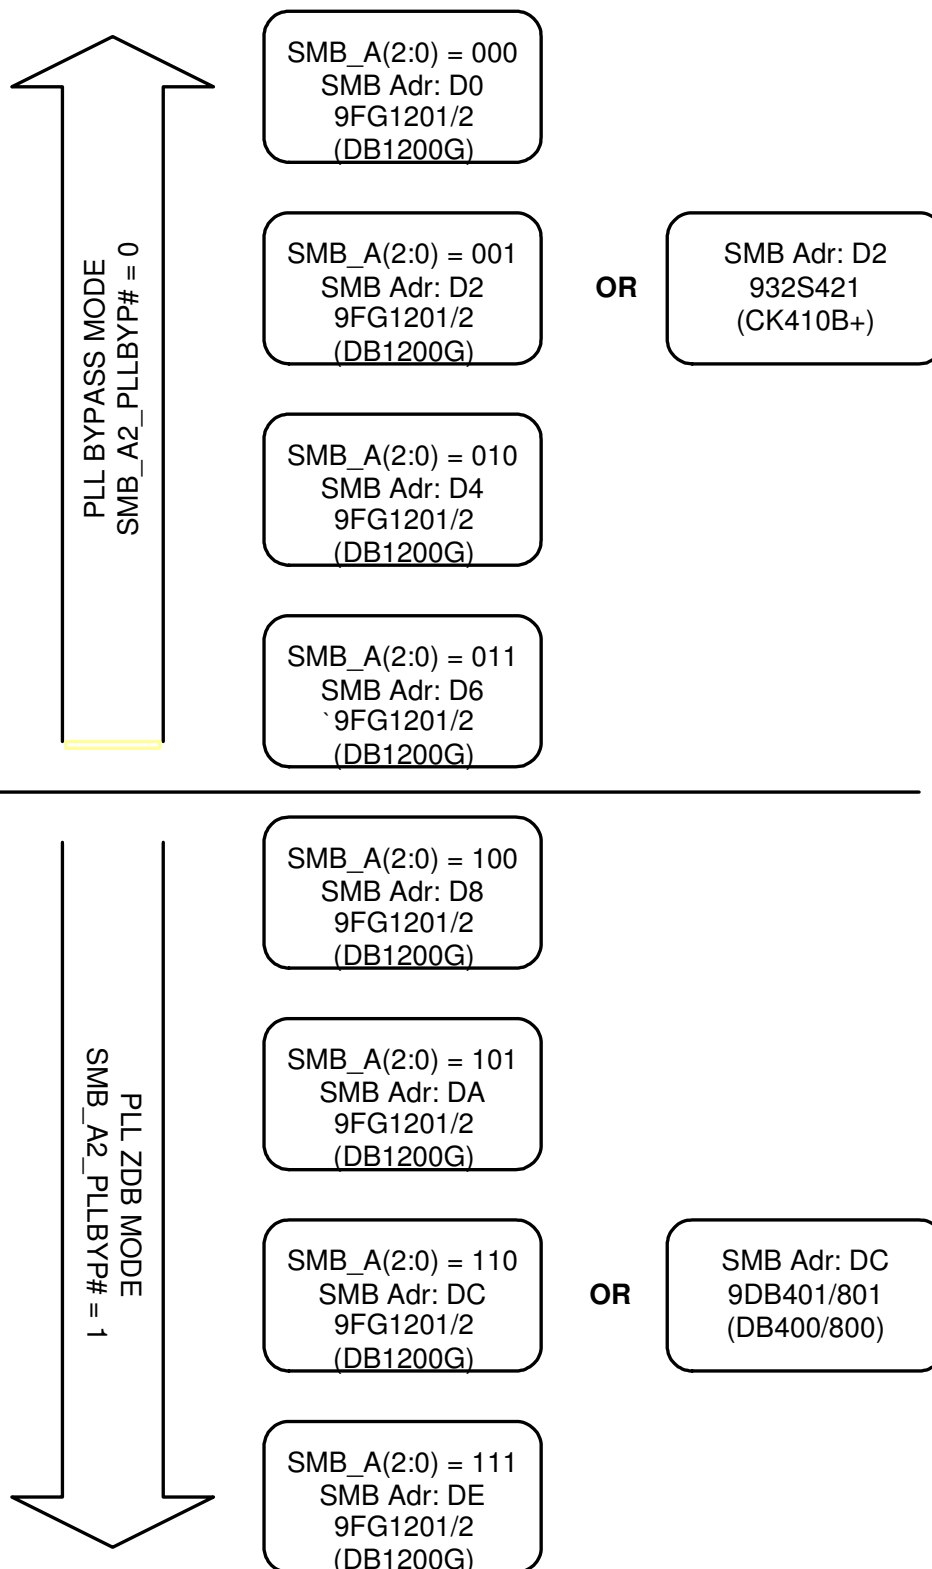 PLL BYPASS MODE
SMB_A2_PLLBYP# = 0
SMB_A(2:0) = 000
SMB Adr: D0
9FG1201/2
(DB1200G)
SMB_A(2:0) = 001
SMB Adr: D2
9FG1201/2
(DB1200G)
OR
SMB Adr: D2
932S421
(CK410B+)
SMB_A(2:0) = 010
SMB Adr: D4
9FG1201/2
(DB1200G)
SMB_A(2:0) = 011
SMB Adr: D6
`9FG1201/2
(DB1200G)
PLL ZDB MODE
SMB_A2_PLLBYP# = 1
SMB_A(2:0) = 100
SMB Adr: D8
9FG1201/2
(DB1200G)
SMB_A(2:0) = 101
SMB Adr: DA
9FG1201/2
(DB1200G)
SMB_A(2:0) = 110
SMB Adr: DC
9FG1201/2
(DB1200G)
OR
SMB Adr: DC
9DB401/801
(DB400/800)
SMB_A(2:0) = 111
SMB Adr: DE
9FG1201/2
(DB1200G)